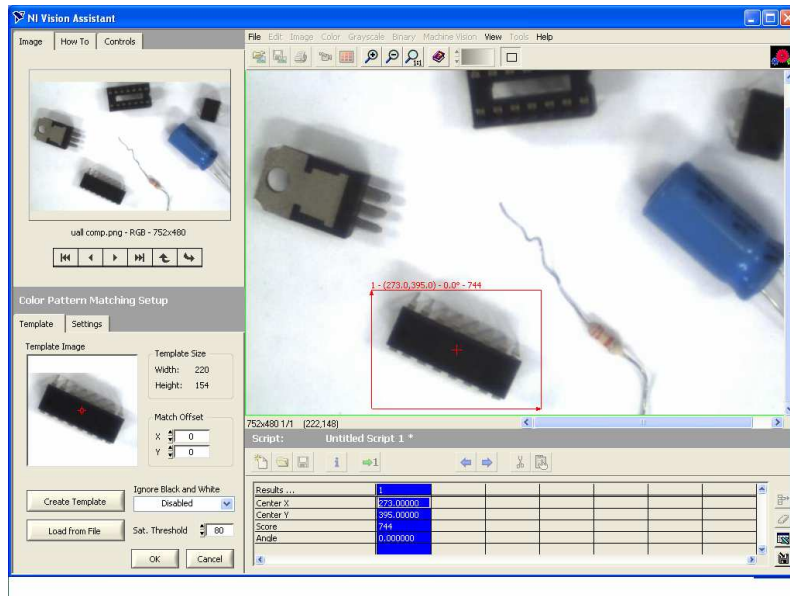 NI Vision Assistant
Image How To Controls
File Edit Image Color Grayscale Binary Machine Vision View Tools Help
uall comp.png - RGB - 752x480
1 - (273.0,395.0) - 0.0° - 744
Color Pattern Matching Setup
Template Settings
Template Image
Template Size
Width: 220
Height: 154
Match Offset
X 0
Y 0
Create Template
Ignore Black and White
Disabled
Load from File
Sat. Threshold 80
OK Cancel
752x480 1/1 (222,148)
Script: Untitled Script 1 *
1
Results ... 1
Center X 273.00000
Center Y 395.00000
Score 744
Angle 0.000000